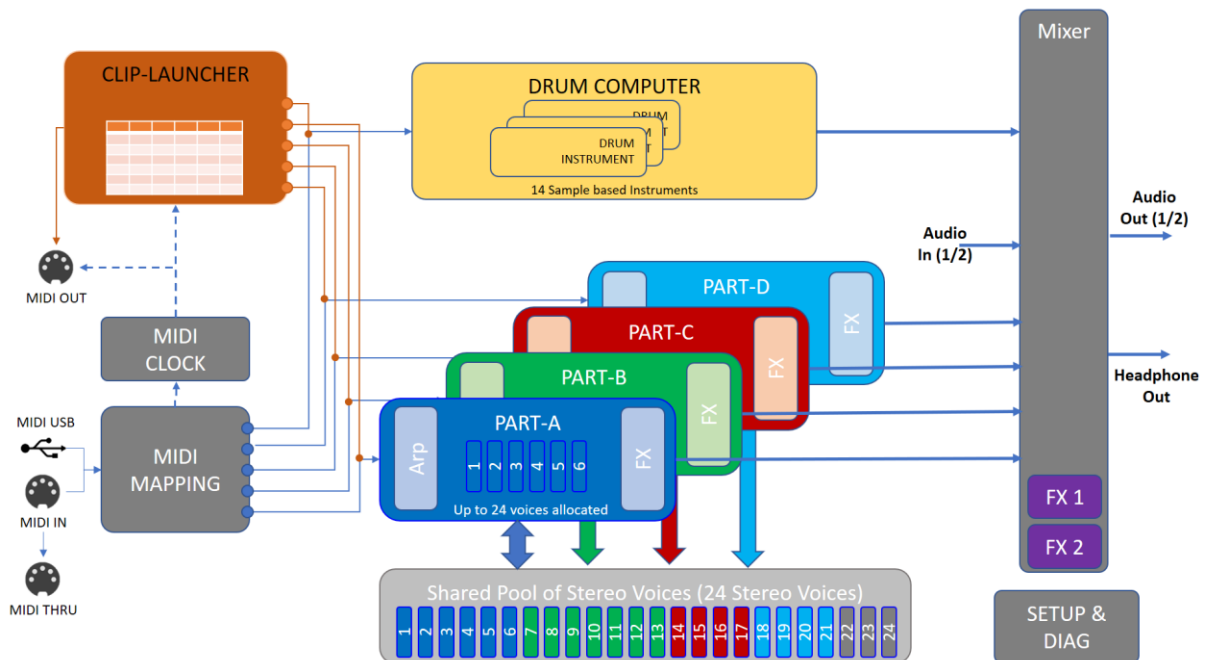 Mixer
CLIP-LAUNCHER
DRUM COMPUTER
DRUM
DRUM
DRUM
INSTRUMENT
14 Sample based Instruments
Audio
Out (1/2)
Audio
In (1/2)
MIDI OUT
PART-D
FX
PART-C
FX
MIDI
CLOCK
PART-B
FX
Headphone
Out
MIDI USB
MIDI
MAPPING
MIDI IN
PART-A
Arp
1 2 3 4 5 6
FX
Up to 24 voices allocated
FX 1
FX 2
MIDI THRU
Shared Pool of Stereo Voices (24 Stereo Voices)
1 2 3 4 5 6 7 8 9 10 11 12 13 14 15 16 17 18 19 20 21 22 23 24
SETUP &
DIAG